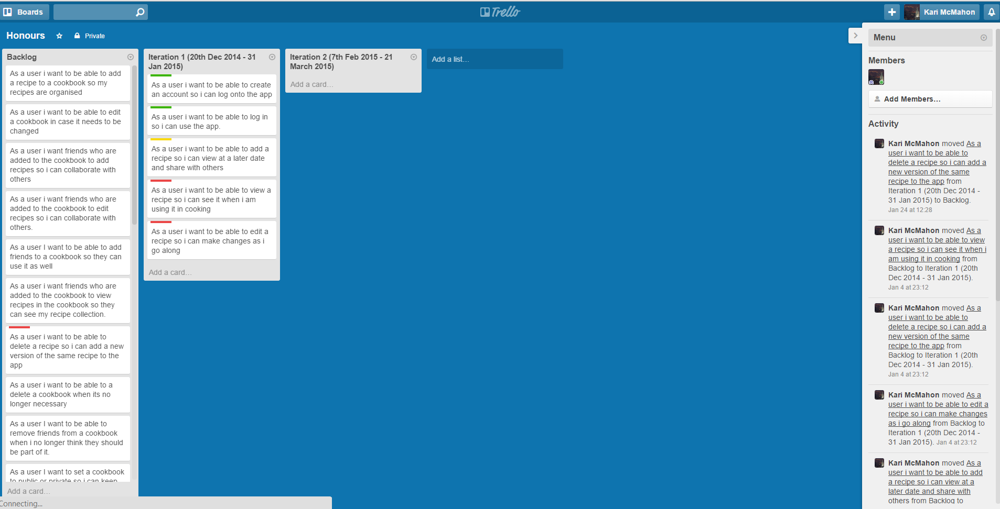 Boards
Trello
Kari McMahon
Honours
Private
Backlog
As a user i want to be able to add
a recipe to a cookbook so my
recipes are organised
As a user i want to be able to edit
a cookbook in case it needs to be
changed
As a user i want friends who are
added to the cookbook to add
recipes so i can collaborate with
others
As a user i want friends who are
added to the cookbook to edit
recipes so i can collaborate with
others.
As a user I want to be able to add
friends to a cookbook so they can
use it as well
As a user i want friends who are
added to the cookbook to view
recipes in the cookbook so they
can see my recipe collection.
As a user i want to be able to
delete a recipe so i can add a new
version of the same recipe to the
app
As a user i want to be able to a
delete a cookbook when its no
longer necessary
As a user I want to be able to
remove friends from a cookbook
when i no longer think they should
be part of it.
As a user I want to set a cookbook
to public or private so i can keep
Add a card…
Connecting...
Iteration 1 (20th Dec 2014 - 31
Jan 2015)
As a user i want to be able to create
an account so i can log onto the app
As a user i want to be able to log in
so i can use the app.
As a user i want to be able to add a
recipe so i can view at a later date
and share with others
As a user i want to be able to view a
recipe so i can see it when i am
using it in cooking
As a user i want to be able to edit a
recipe so i can make changes as i
go along
Add a card…
Iteration 2 (7th Feb 2015 - 21
March 2015)
Add a card…
Add a list…
Menu
Members
Add Members…
Activity
Kari McMahon moved As a
user i want to be able to
delete a recipe so i can add a
new version of the same
recipe to the app from
Iteration 1 (20th Dec 2014 -
31 Jan 2015) to Backlog.
Jan 24 at 12:28
Kari McMahon moved As a
user i want to be able to view
a recipe so i can see it when i
am using it in cooking from
Backlog to Iteration 1 (20th
Dec 2014 - 31 Jan 2015).
Jan 4 at 23:12
Kari McMahon moved As a
user i want to be able to
delete a recipe so i can add a
new version of the same
recipe to the app from
Backlog to Iteration 1 (20th
Dec 2014 - 31 Jan 2015).
Jan 4 at 23:12
Kari McMahon moved As a
user i want to be able to edit a
recipe so i can make changes
as i go along from Backlog to
Iteration 1 (20th Dec 2014 -
31 Jan 2015). Jan 4 at 23:12
Kari McMahon moved As a
user i want to be able to add
a recipe so i can view at a
later date and share with
others from Backlog to